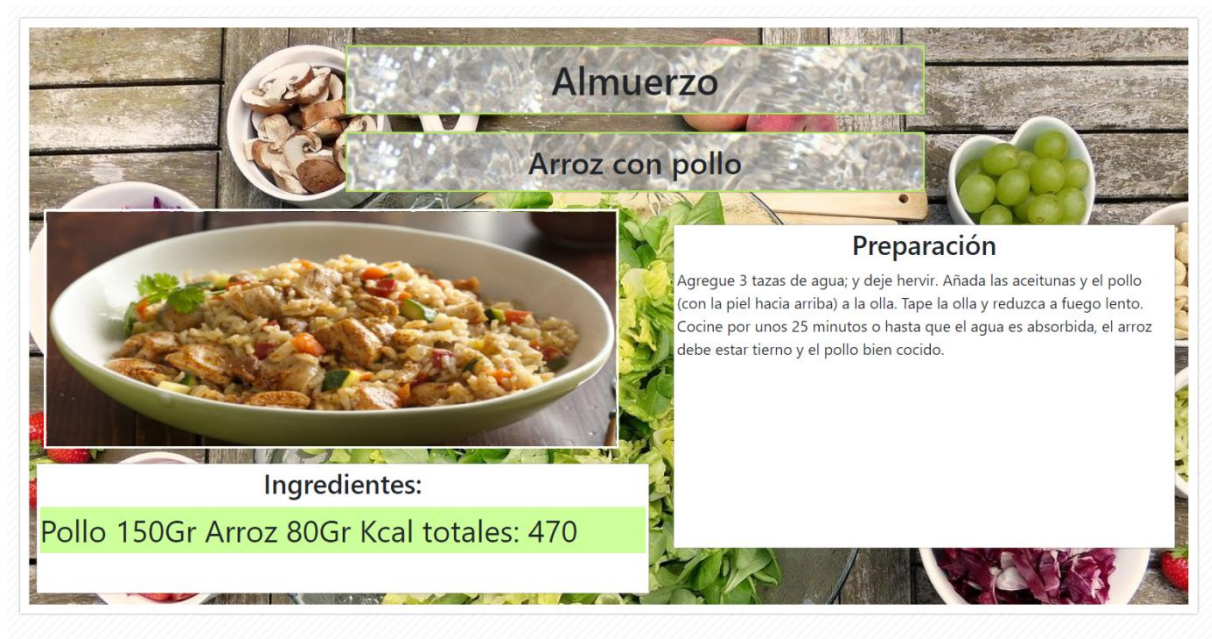 Almuerzo
Arroz con pollo
Preparación
Agregue 3 tazas de agua; y deje hervir. Añada las aceitunas y el pollo
(con la piel hacia arriba) a la olla. Tape la olla y reduzca a fuego lento.
Cocine por unos 25 minutos o hasta que el agua es absorbida, el arroz
debe estar tierno y el pollo bien cocido.
Ingredientes:
Pollo 150Gr Arroz 80Gr Kcal totales: 470